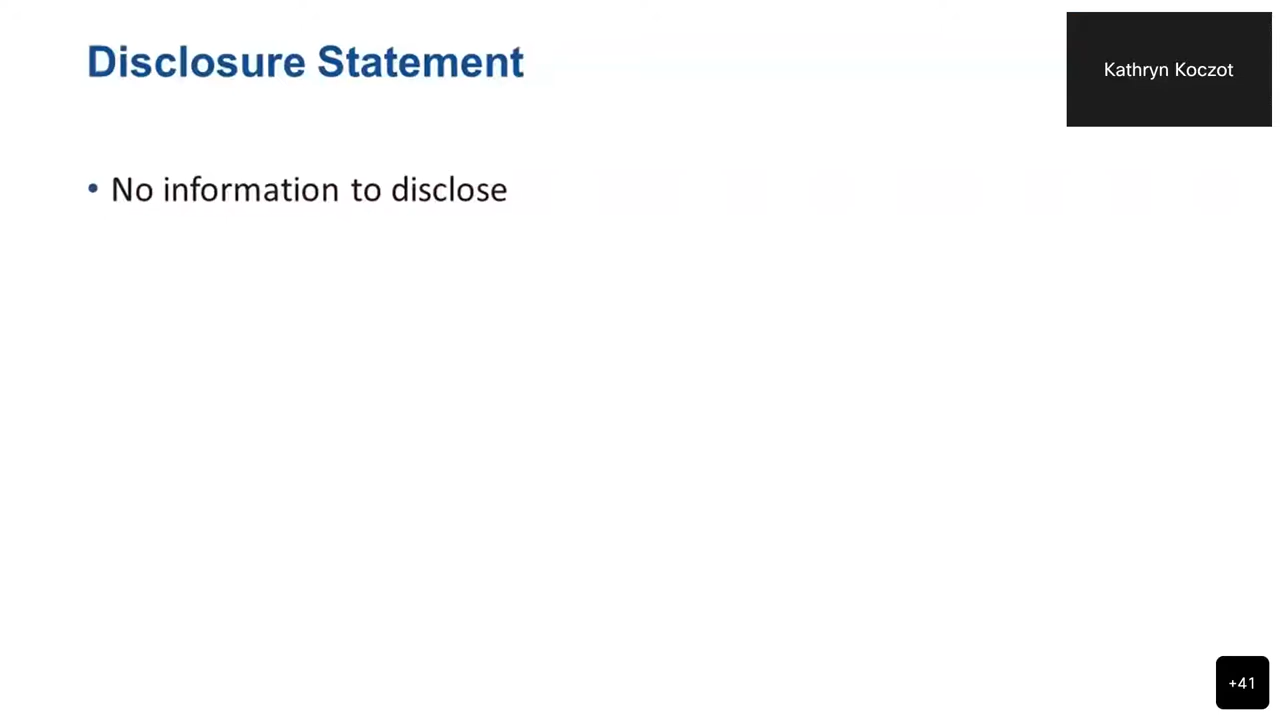 Disclosure Statement
Kathryn Koczot
• No information to disclose
+41